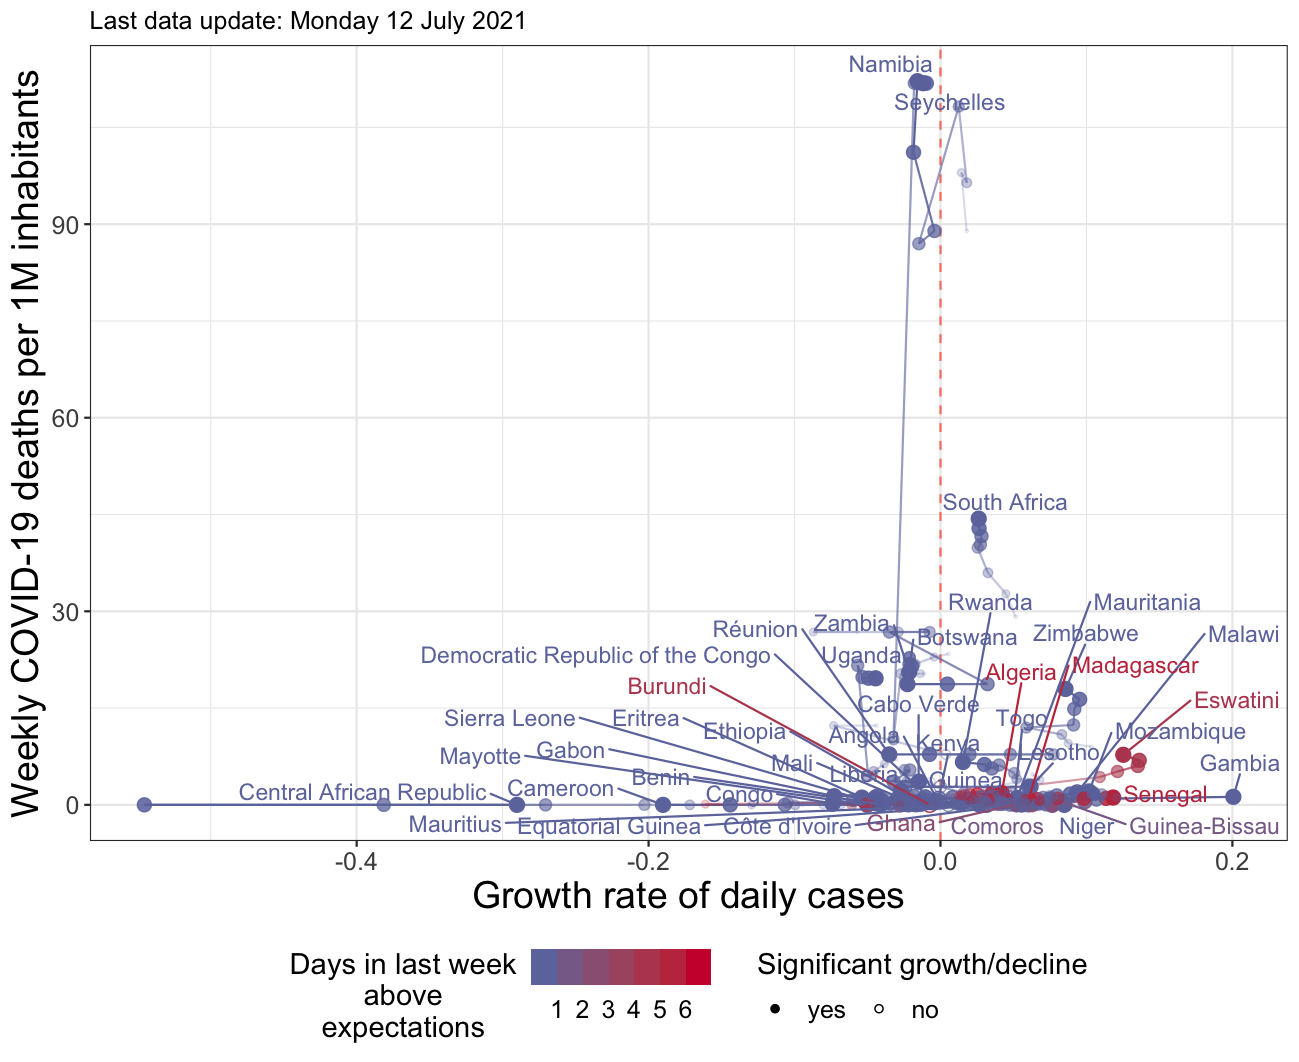 Last data update: Monday 12 July 2021
Weekly COVID-19 deaths per 1M inhabitants
90
60
30
0
Namibia
Seychelles
South Africa
Rwanda
Mauritania
Réunion
Zambia
Botswana
Zimbabwe
Malawi
Democratic Republic of the Congo
Uganda
Algeria
Madagascar
Burundi
Eswatini
Cabo Verde
Sierra Leone
Eritrea
Ethiopia
Angola
Kenya
Togo
Mozambique
Mayotte
Gabon
Mali
Liberia
Lesotho
Gambia
Benin
Guinea
Central African Republic
Cameroon
Congo
Senegal
Mauritius
Equatorial Guinea
Côte d'Ivoire
Ghana
Comoros
Niger
Guinea-Bissau
-0.4
-0.2
0.0
0.2
Growth rate of daily cases
Days in last week
above
expectations
1 2 3 4 5 6
Significant growth/decline
yes
no